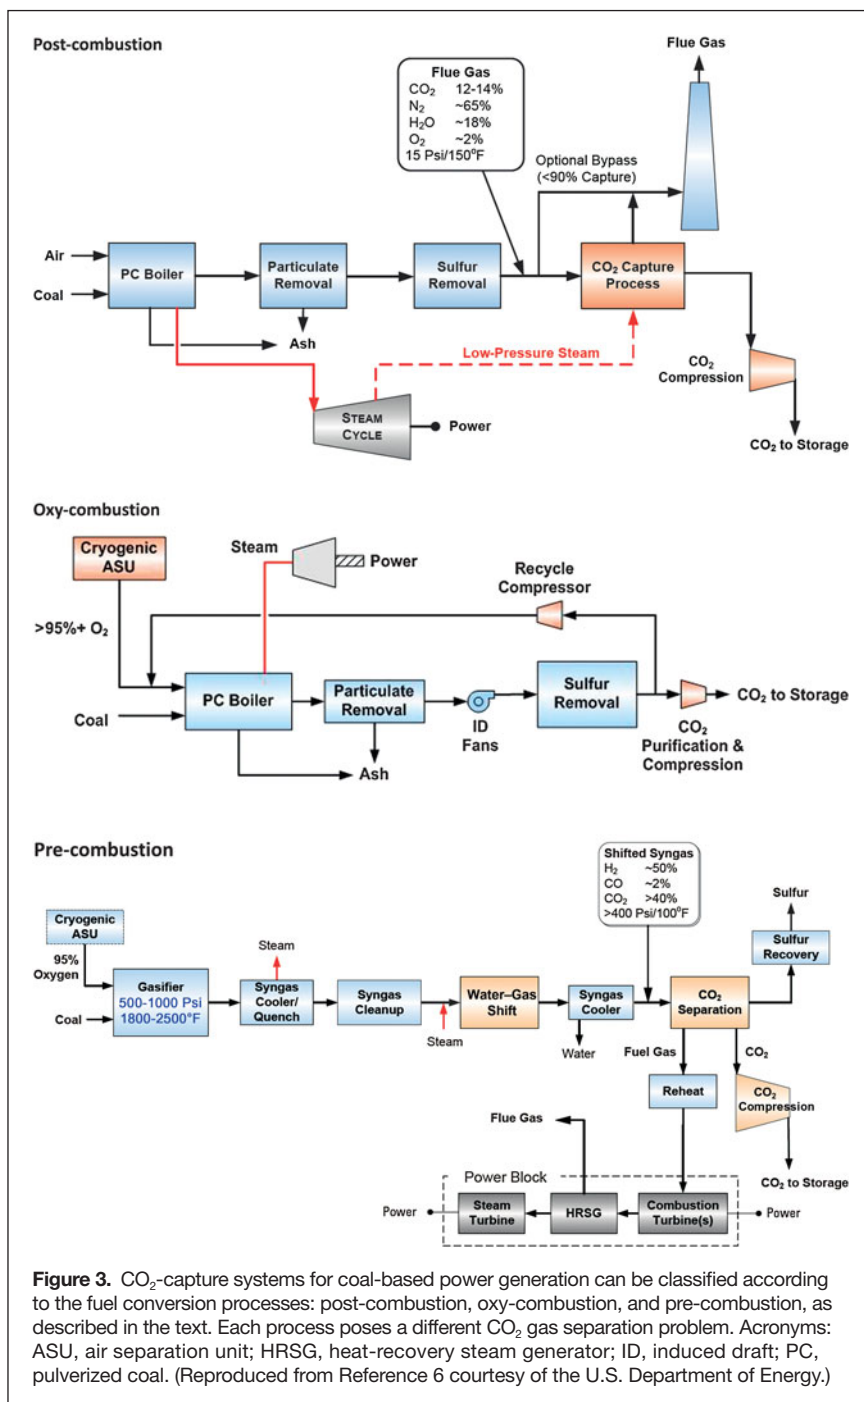 Post-combustion
Flue Gas
Flue Gas
CO₂ 12-14%
N₂ ~65%
H₂O ~18%
O₂ ~2%
15 Psi/150°F
Optional Bypass
(<90% Capture)
Air
Coal
PC Boiler
Particulate
Removal
Sulfur
Removal
CO₂ Capture
Process
Ash
Low-Pressure Steam
STEAM
CYCLE
Power
CO₂
Compression
CO₂ to Storage
Oxy-combustion
Cryogenic
ASU
Steam
Power
Recycle
Compressor
>95%+ O₂
PC Boiler
Particulate
Removal
ID
Fans
Sulfur
Removal
CO₂ to Storage
Coal
CO₂
Purification &
Compression
Ash
Pre-combustion
Shifted Syngas
H₂ ~50%
CO ~2%
CO₂ >40%
>400 Psi/100°F
Sulfur
Cryogenic
ASU
Sulfur
Recovery
95%
Oxygen
Steam
Gasifier
500-1000 Psi
1800-2500°F
Coal
Syngas
Cooler/
Quench
Syngas
Cleanup
Steam
Water–Gas
Shift
Syngas
Cooler
Water
CO₂
Separation
Fuel Gas
CO₂
Reheat
CO₂
Compression
Flue Gas
CO₂ to Storage
Power Block
Power
Steam
Turbine
HRSG
Combustion
Turbine(s)
Power
Figure 3. CO₂-capture systems for coal-based power generation can be classified according
to the fuel conversion processes: post-combustion, oxy-combustion, and pre-combustion, as
described in the text. Each process poses a different CO₂ gas separation problem. Acronyms:
ASU, air separation unit; HRSG, heat-recovery steam generator; ID, induced draft; PC,
pulverized coal. (Reproduced from Reference 6 courtesy of the U.S. Department of Energy.)